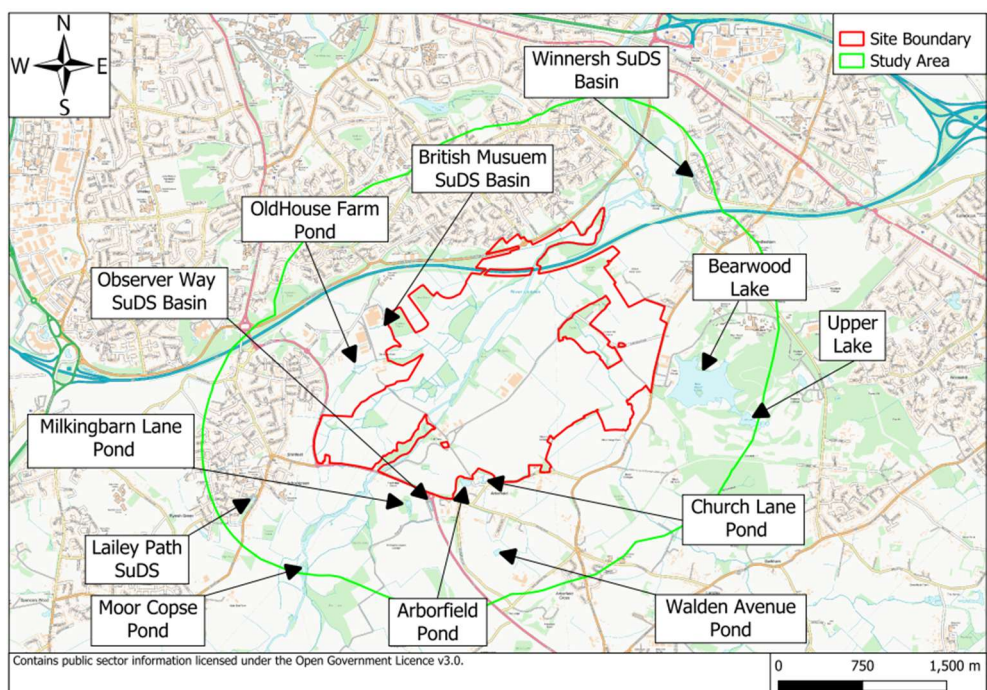 N
W E
S
Site Boundary
Study Area
Winnersh SuDS
Basin
British Musuem
SuDS Basin
OldHouse Farm
Pond
Observer Way
SuDS Basin
Bearwood
Lake
Upper
Lake
Milkingbarn Lane
Pond
Church Lane
Pond
Lailey Path
SuDS
Moor Copse
Pond
Arborfield
Pond
Walden Avenue
Pond
Contains public sector information licensed under the Open Government Licence v3.0.
0 750 1,500 m